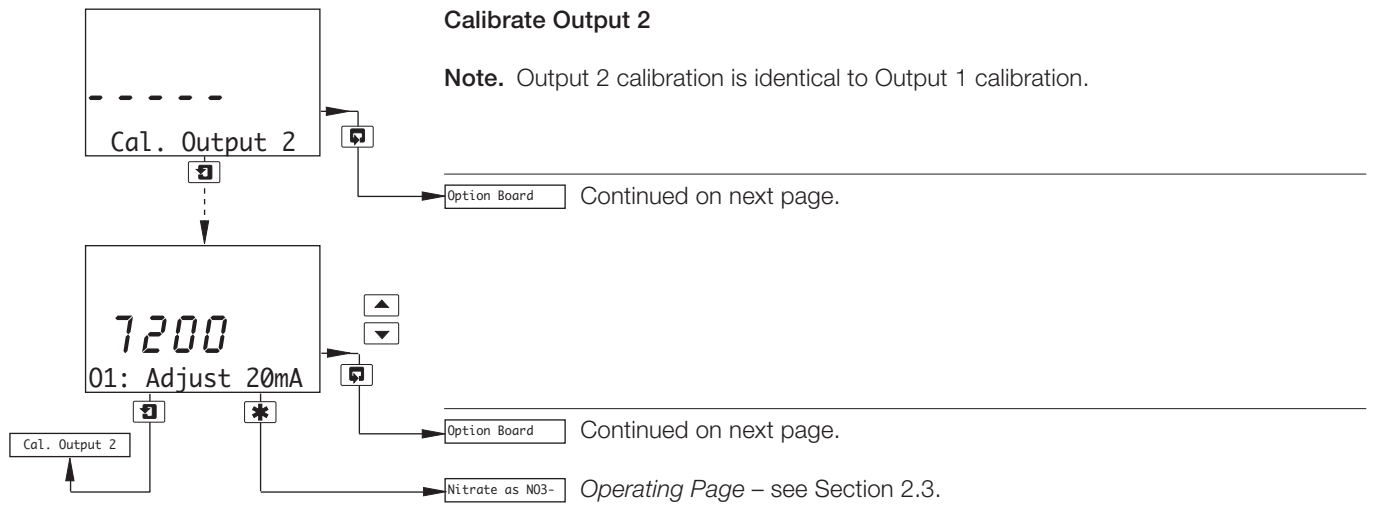 Calibrate Output 2
Note. Output 2 calibration is identical to Output 1 calibration.
- - - - -
Cal. Output 2
Option Board
Continued on next page.
7200
O1: Adjust 20mA
Cal. Output 2
Option Board
Continued on next page.
Nitrate as NO3-
Operating Page – see Section 2.3.